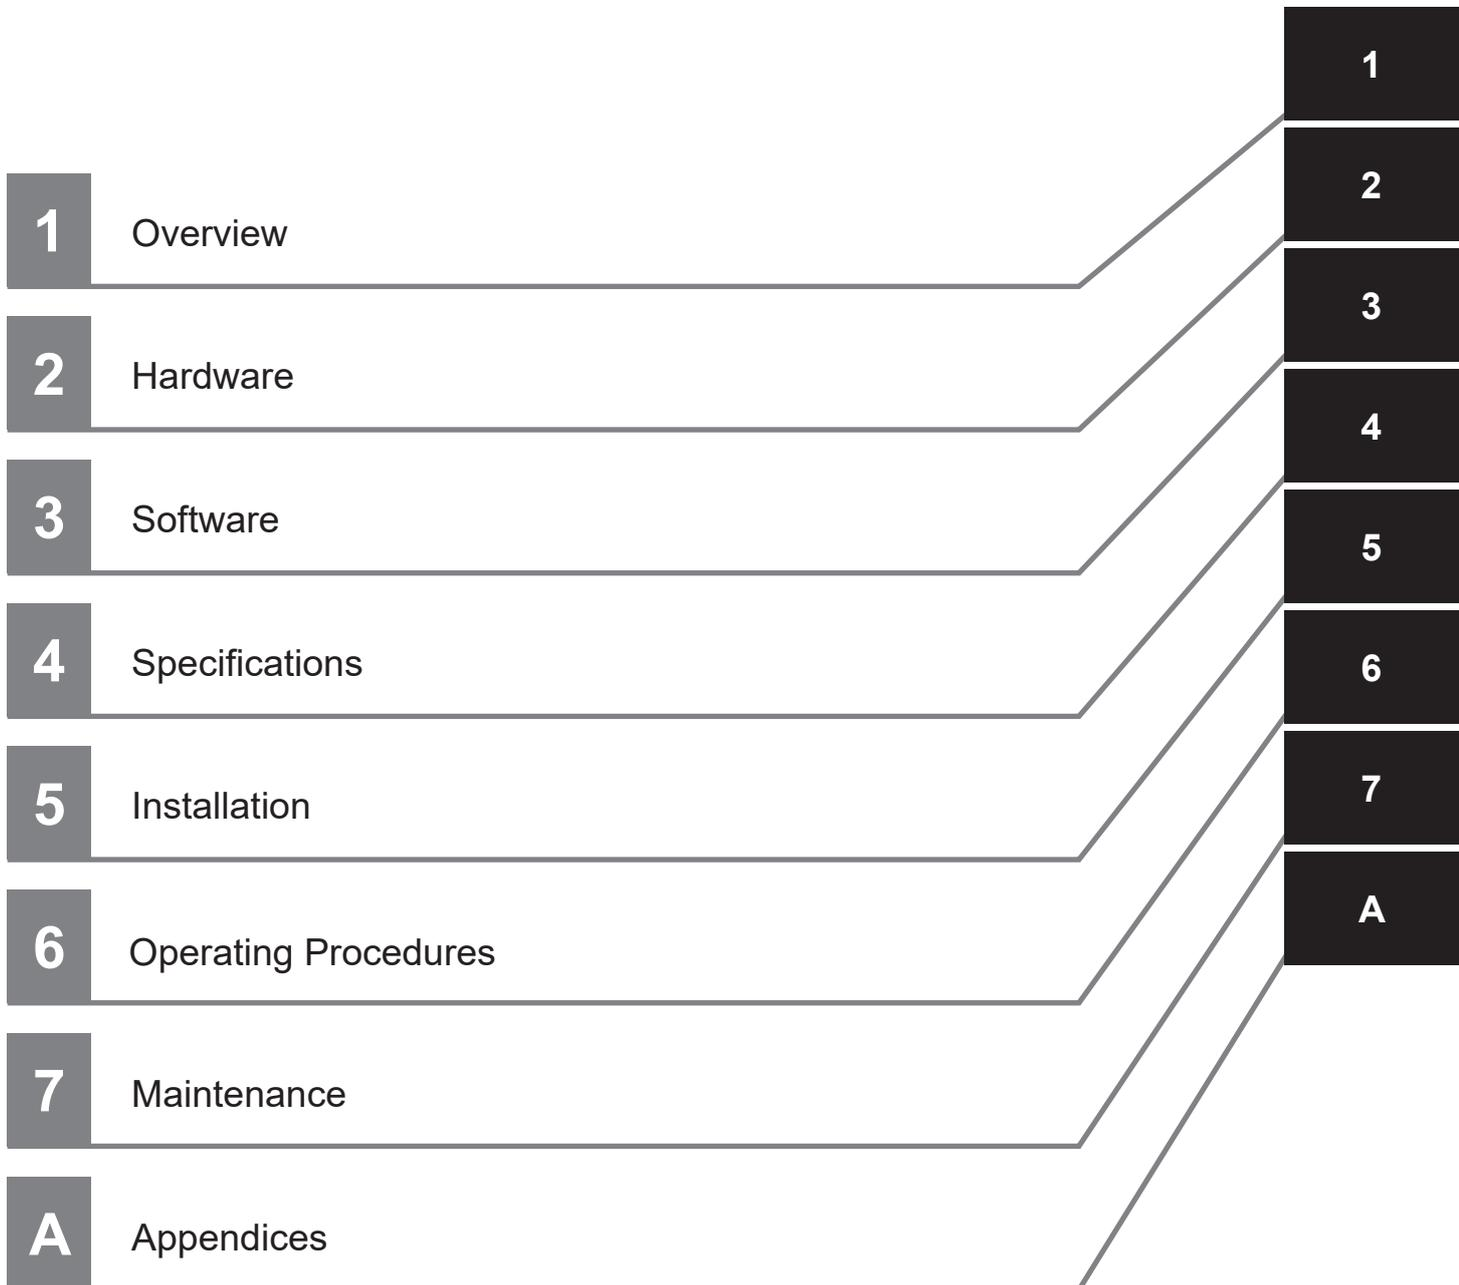 1 Overview
2 Hardware
3 Software
4 Specifications
5 Installation
6 Operating Procedures
7 Maintenance
A Appendices
1
2
3
4
5
6
7
A